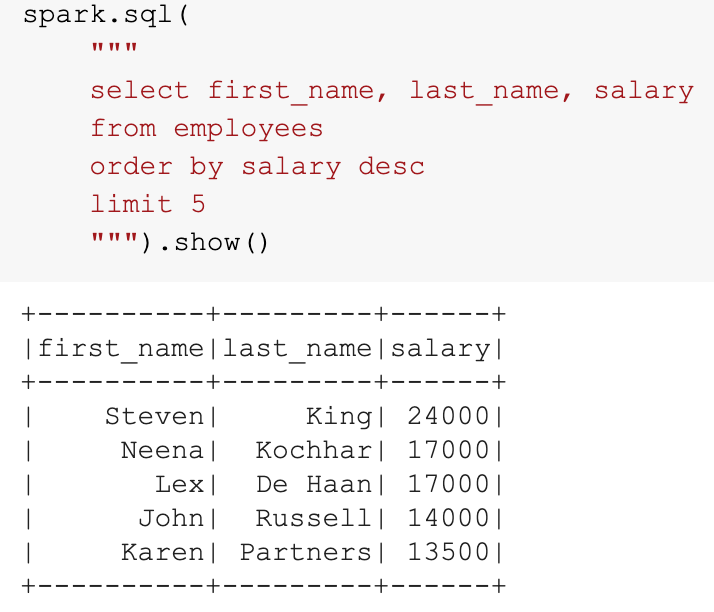 spark.sql(
    """
    select first_name, last_name, salary
    from employees
    order by salary desc
    limit 5
    """).show()
+----------+---------+------+
|first_name|last_name|salary|
+----------+---------+------+
|    Steven|     King| 24000|
|     Neena|  Kochhar| 17000|
|       Lex|  De Haan| 17000|
|      John|  Russell| 14000|
|     Karen| Partners| 13500|
+----------+---------+------+